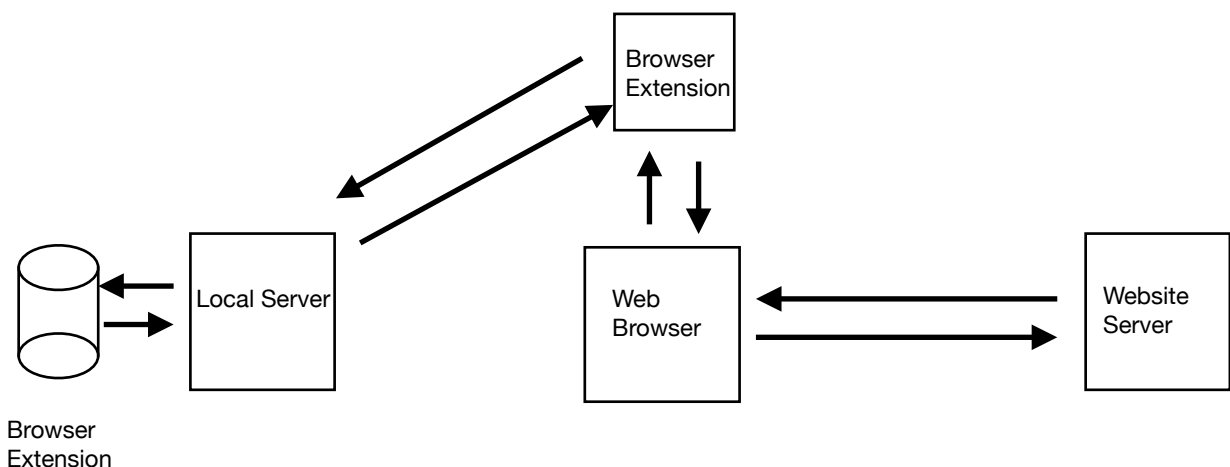 Browser
Extension
Local Server
Web
Browser
Website
Server
Browser
Extension